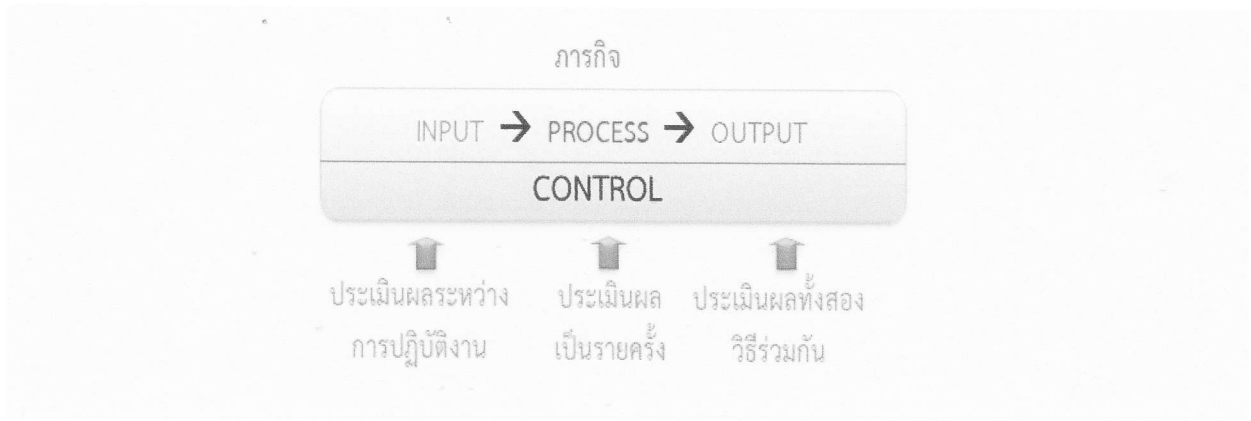 ภารกิจ
INPUT → PROCESS → OUTPUT
CONTROL
ประเมินผลระหว่าง ประเมินผล ประเมินผลทั้งสอง
การปฏิบัติงาน เป็นรายครั้ง วิธีร่วมกัน